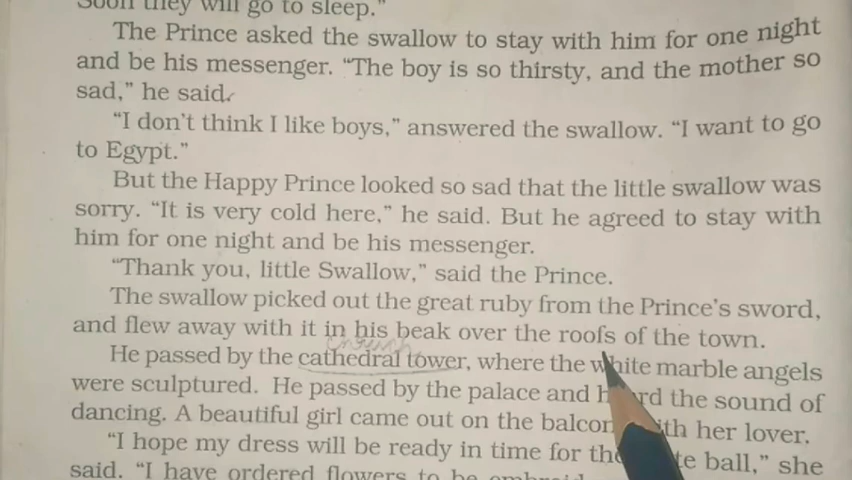 Soon they will go to sleep."
The Prince asked the swallow to stay with him for one night
and be his messenger. "The boy is so thirsty, and the mother so
sad," he said.
"I don't think I like boys," answered the swallow. "I want to go
to Egypt."
But the Happy Prince looked so sad that the little swallow was
sorry. "It is very cold here," he said. But he agreed to stay with
him for one night and be his messenger.
"Thank you, little Swallow," said the Prince.
The swallow picked out the great ruby from the Prince's sword,
and flew away with it in his beak over the roofs of the town.
He passed by the cathedral tower, where the white marble angels
were sculptured. He passed by the palace and the sound of
dancing. A beautiful girl came out on the her lover.
"I hope my dress will be ready in time for ball," she
said. "I have ordered flowers to be